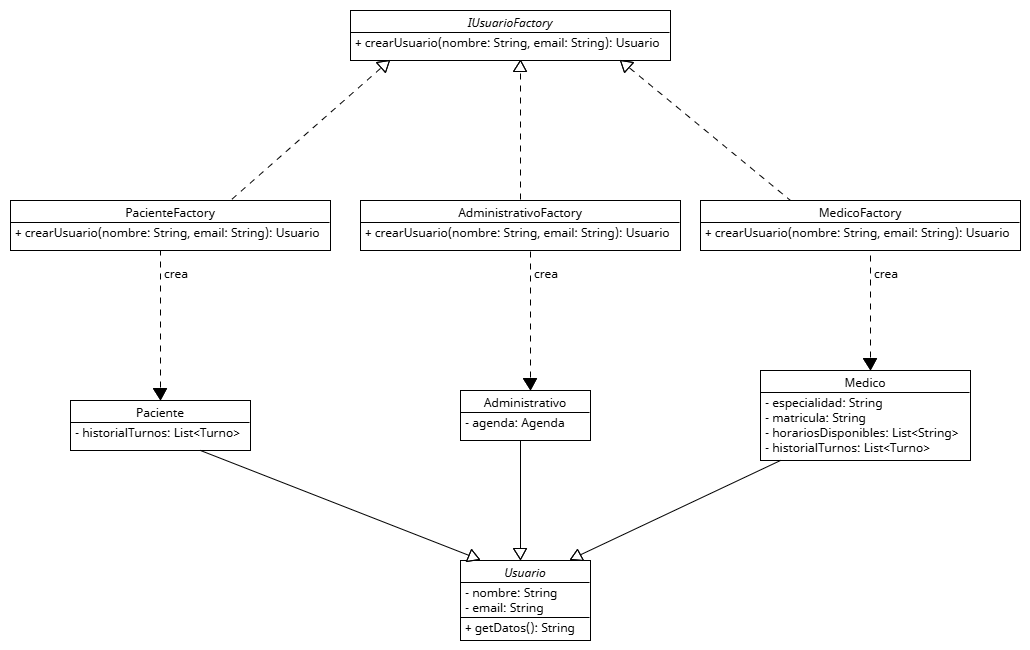 IUsuarioFactory
+ crearUsuario(nombre: String, email: String): Usuario
PacienteFactory
+ crearUsuario(nombre: String, email: String): Usuario
AdministrativoFactory
+ crearUsuario(nombre: String, email: String): Usuario
MedicoFactory
+ crearUsuario(nombre: String, email: String): Usuario
crea
crea
crea
Paciente
- historialTurnos: List<Turno>
Administrativo
- agenda: Agenda
Medico
- especialidad: String
- matricula: String
- horariosDisponibles: List<String>
- historialTurnos: List<Turno>
Usuario
- nombre: String
- email: String
+ getDatos(): String